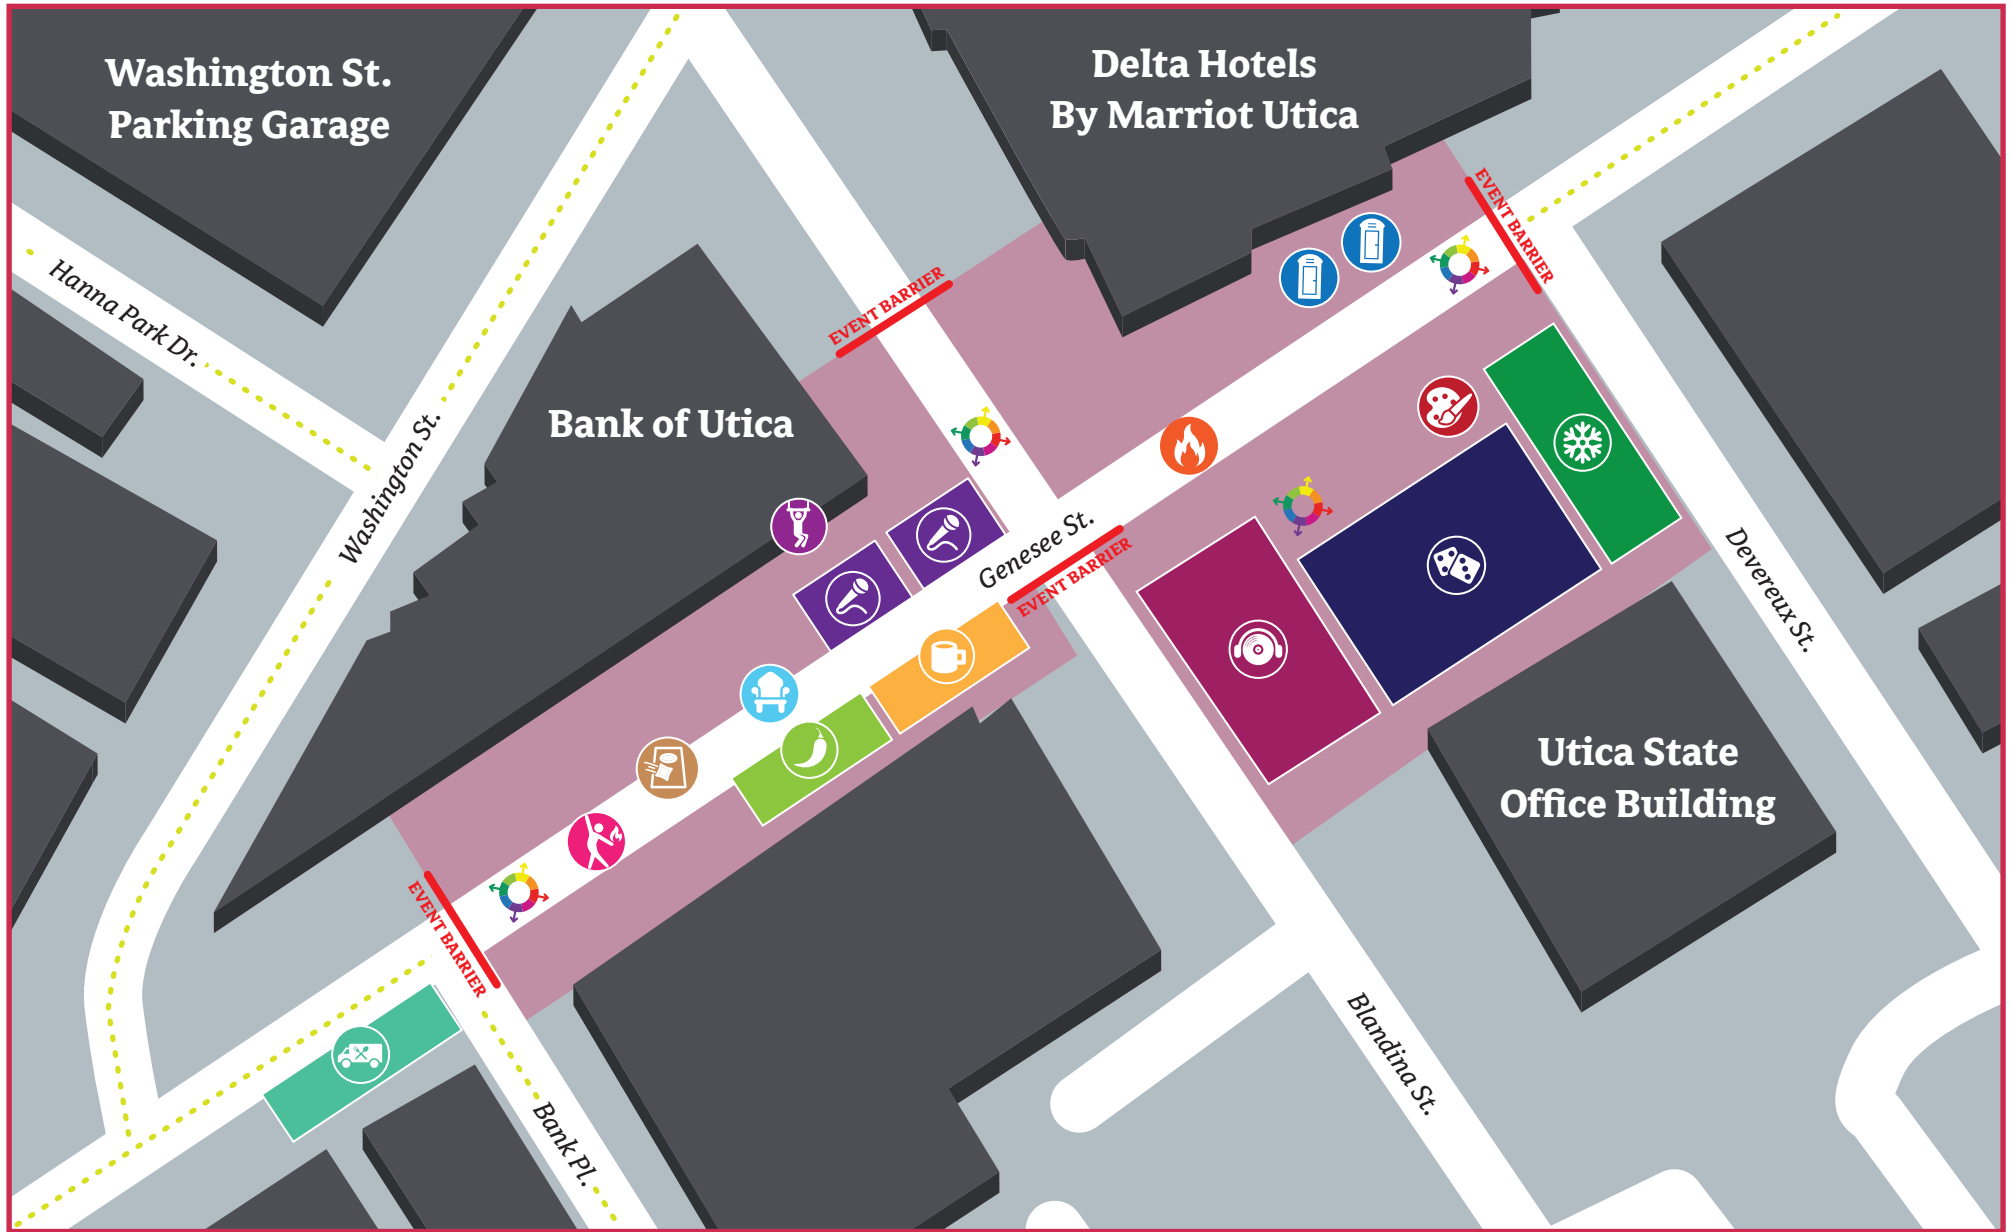 Washington St.
Parking Garage
Delta Hotels
By Marriot Utica
EVENT BARRIER
Hanna Park Dr.
EVENT BARRIER
Washington St.
Bank of Utica
Genesee St.
EVENT BARRIER
Devereux St.
Utica State
Office Building
EVENT BARRIER
Blandina St.
Bank Pl.